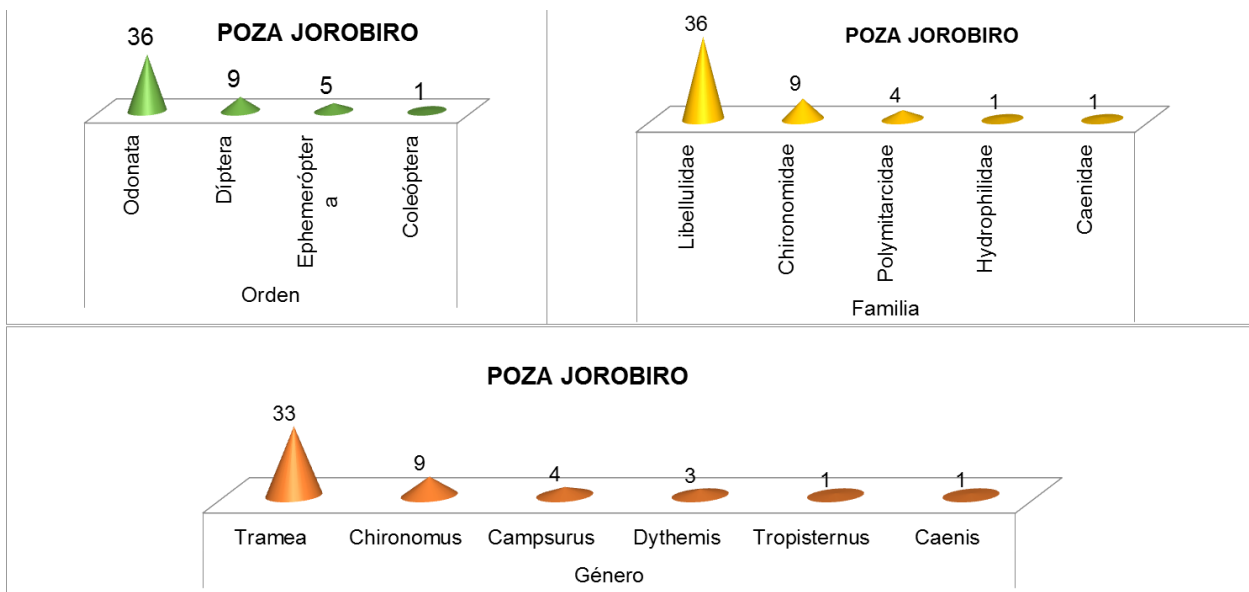 POZA JOROBIRO
36
9
5
1
Odonata
Díptera
Ephemerópter
a
Coleóptera
Orden
POZA JOROBIRO
36
9
4
1
1
Libellulidae
Chironomidae
Polymitarcidae
Hydrophilidae
Caenidae
Familia
POZA JOROBIRO
33
9
4
3
1
1
Tramea
Chironomus
Campsurus
Dythemis
Tropisternus
Caenis
Género